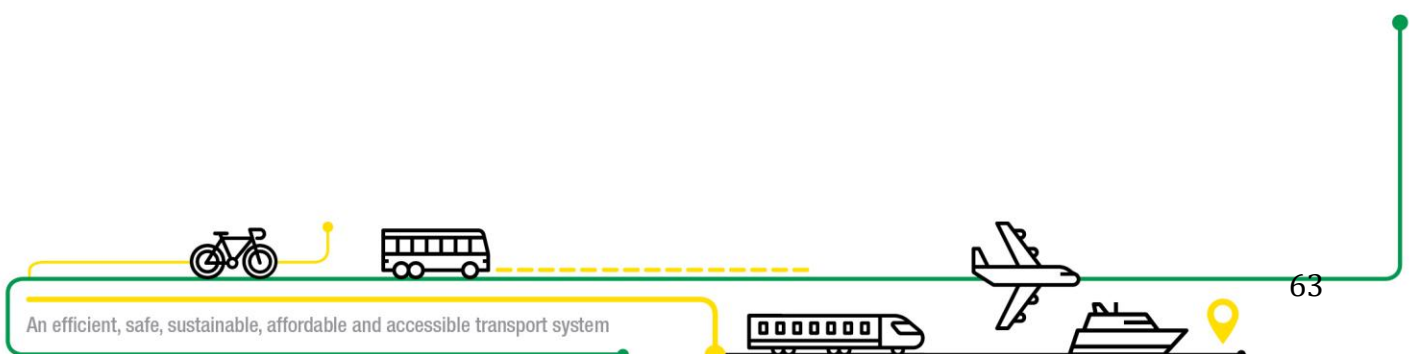 63
An efficient, safe, sustainable, affordable and accessible transport system